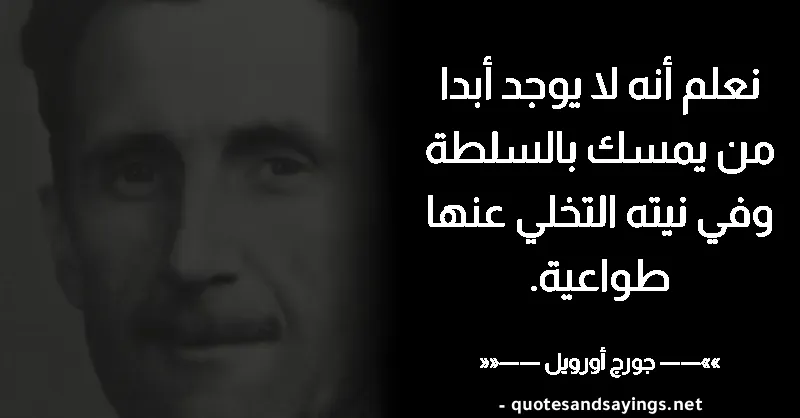 نعلم أنه لا يوجد أبدا
من يمسك بالسلطة
وفي نيته التخلي عنها
طواعية.
»»—— جورج أورويل ——««
- quotesandsayings.net